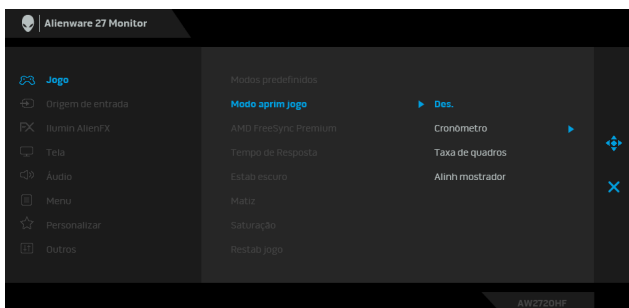 Alienware 27 Monitor
Jogo
Origem de entrada
FX Ilumin AlienFX
Tela
Áudio
Menu
Personalizar
Outros
Modos predefinidos
Modo aprim jogo
AMD FreeSync Premium
Tempo de Resposta
Estab escuro
Matiz
Saturação
Restab jogo
Des.
Cronômetro
Taxa de quadros
Alinh mostrador
AW2720HF